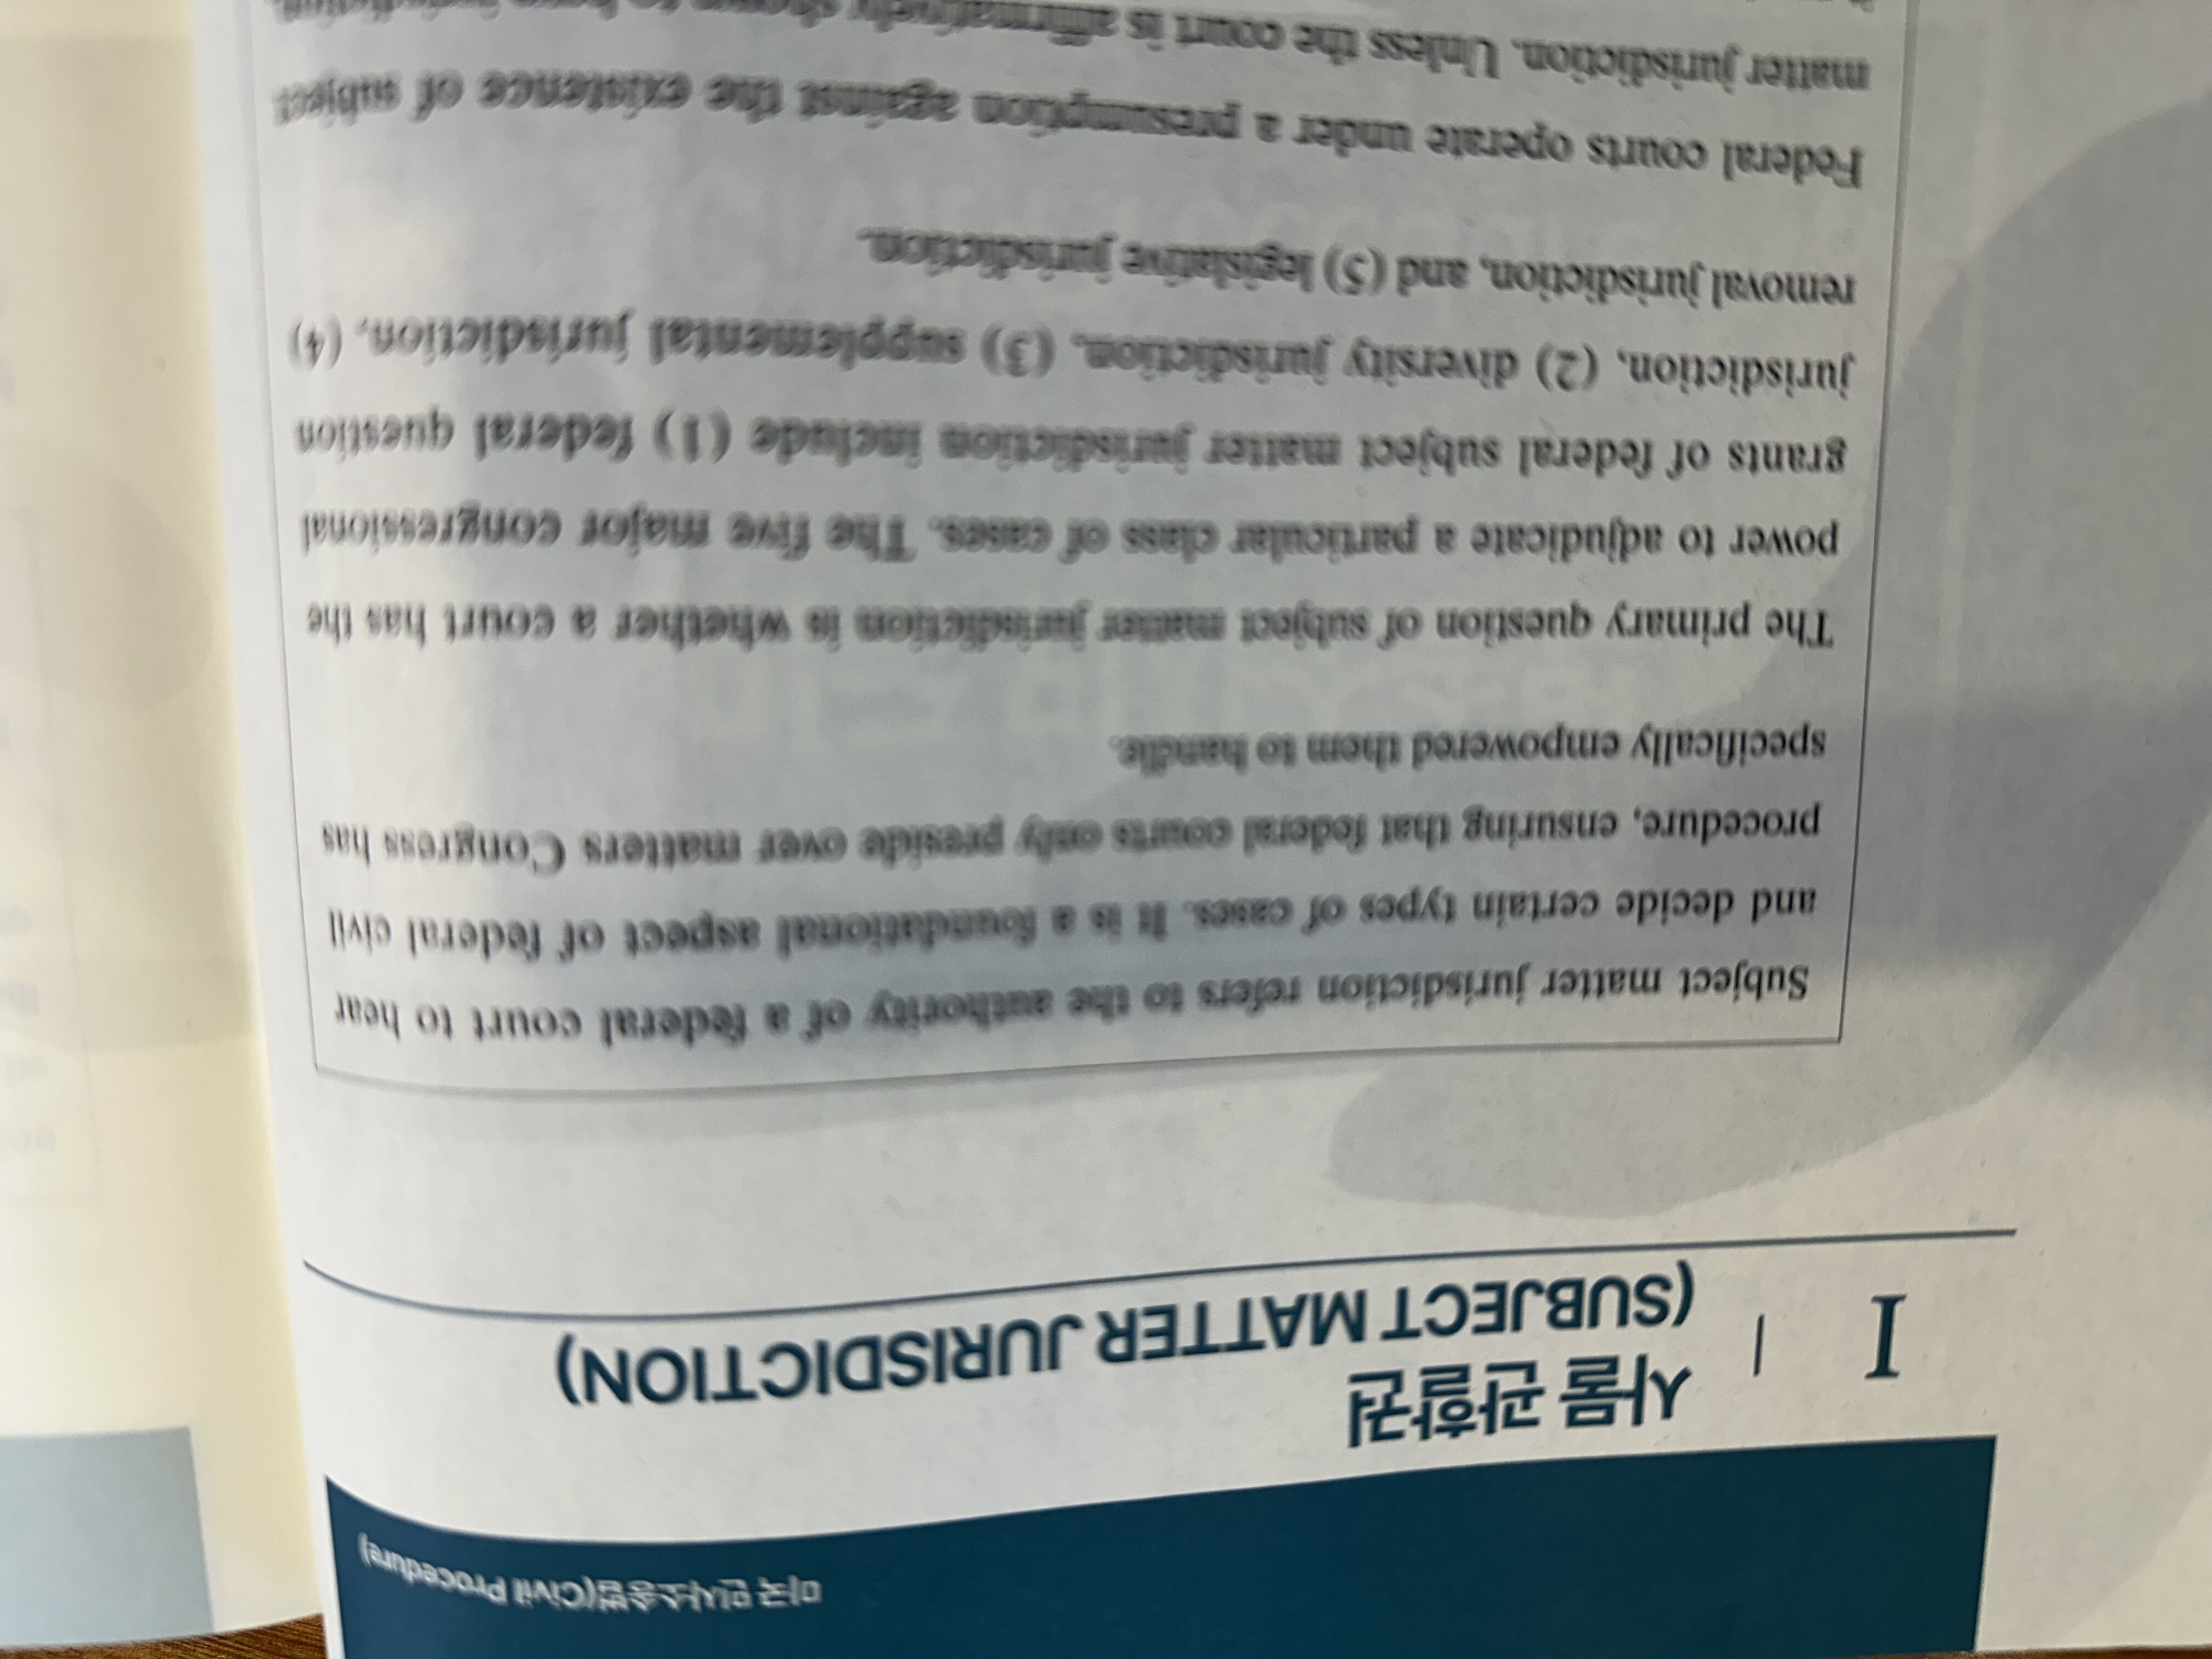 미국 민사소송법(Civil Procedure)
I
사물 관할권
(SUBJECT MATTER JURISDICTION)
Subject matter jurisdiction refers to the authority of a federal court to hear
and decide certain types of cases. It is a foundational aspect of federal civil
procedure, ensuring that federal courts only preside over matters Congress has
specifically empowered them to handle.
The primary question of subject matter jurisdiction is whether a court has the
power to adjudicate a particular class of cases. The five major congressional
grants of federal subject matter jurisdiction include (1) federal question
jurisdiction, (2) diversity jurisdiction, (3) supplemental jurisdiction, (4)
removal jurisdiction, and (5) legislative jurisdiction.
Federal courts operate under a presumption against the existence of subject
matter jurisdiction. Unless the court is affirmatively shown to have jurisdiction,